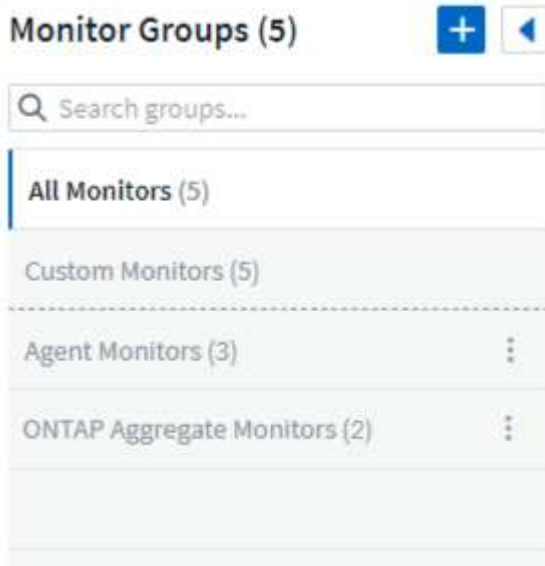 Monitor Groups (5)
Search groups...
All Monitors (5)
Custom Monitors (5)
Agent Monitors (3)
ONTAP Aggregate Monitors (2)